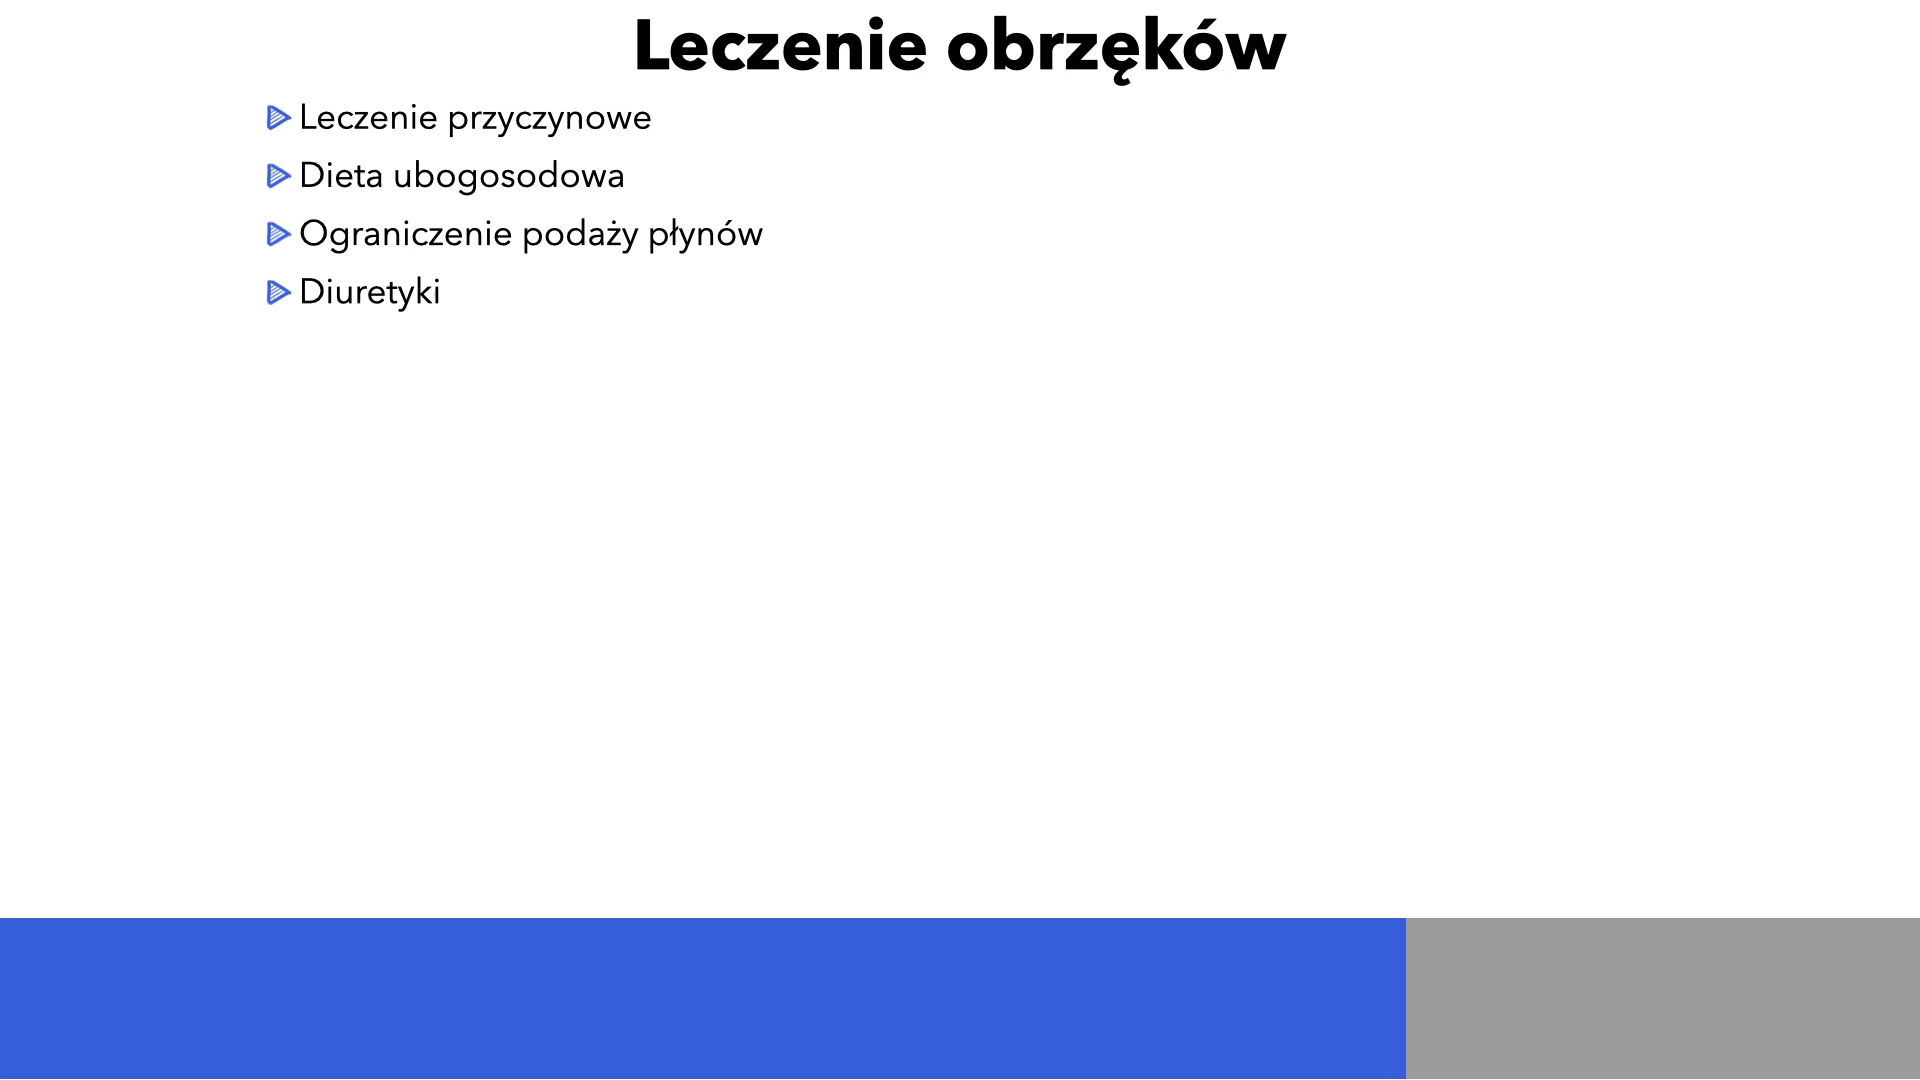 Leczenie obrzęków
Leczenie przyczynowe
Dieta ubogosodowa
Ograniczenie podaży płynów
Diuretyki